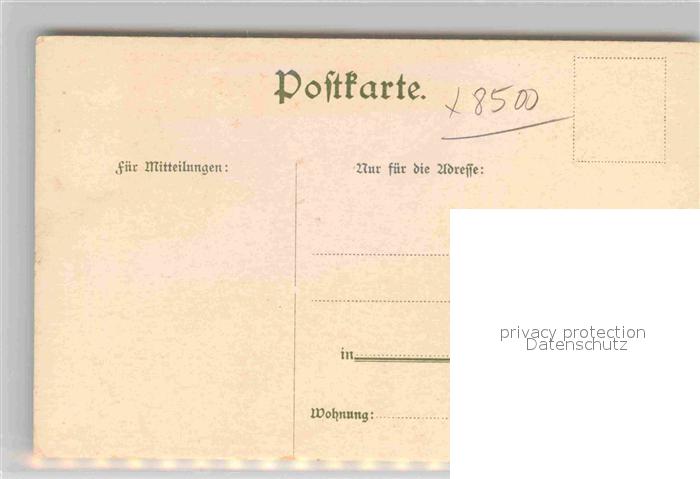 Postkarte.
x 8500
Für Mitteilungen:
Nur für die Adresse:
in
Wohnung:
privacy protection
Datenschutz